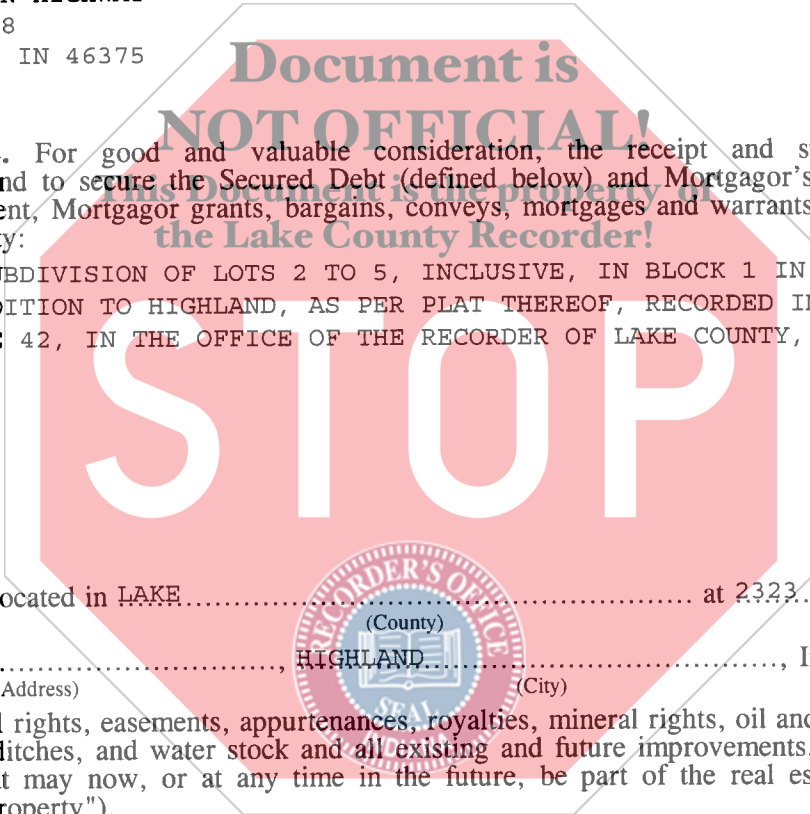 8
IN 46375
Document is
NOT OFFICIAL!
For good and valuable consideration, the receipt and
nd to secure the Secured Debt (defined below) and Mortgagor's
This Document is the property of
ent, Mortgagor grants, bargains, conveys, mortgages and warrants
ty:
the Lake County Recorder!
UBDIVISION OF LOTS 2 TO 5, INCLUSIVE, IN BLOCK 1 IN
DITION TO HIGHLAND, AS PER PLAT THEREOF, RECORDED IN
42, IN THE OFFICE OF THE RECORDER OF LAKE COUNTY,
STOP
ocated in LAKE at 2323
(County)
RECORDER'S OFFICE
HIGHLAND, I
Address) (City)
SEAL
INDIANA
l rights, easements, appurtenances, royalties, mineral rights, oil and
ditches, and water stock and all existing and future improvements,
t may now, or at any time in the future, be part of the real es
roperty").